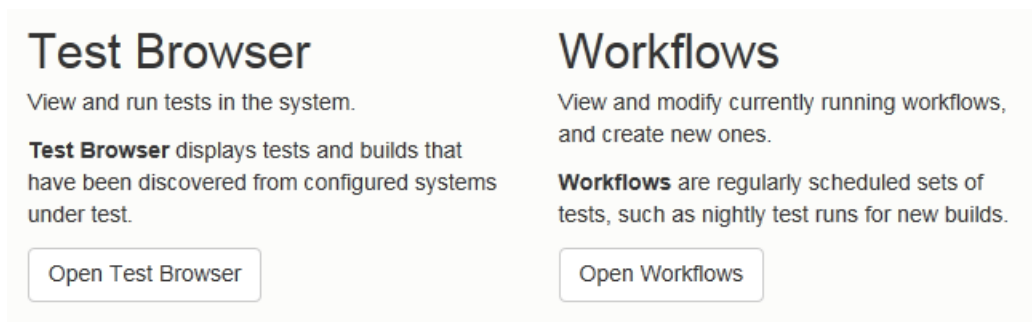 Test Browser
View and run tests in the system.
Test Browser displays tests and builds that
have been discovered from configured systems
under test.
Open Test Browser
Workflows
View and modify currently running workflows,
and create new ones.
Workflows are regularly scheduled sets of
tests, such as nightly test runs for new builds.
Open Workflows